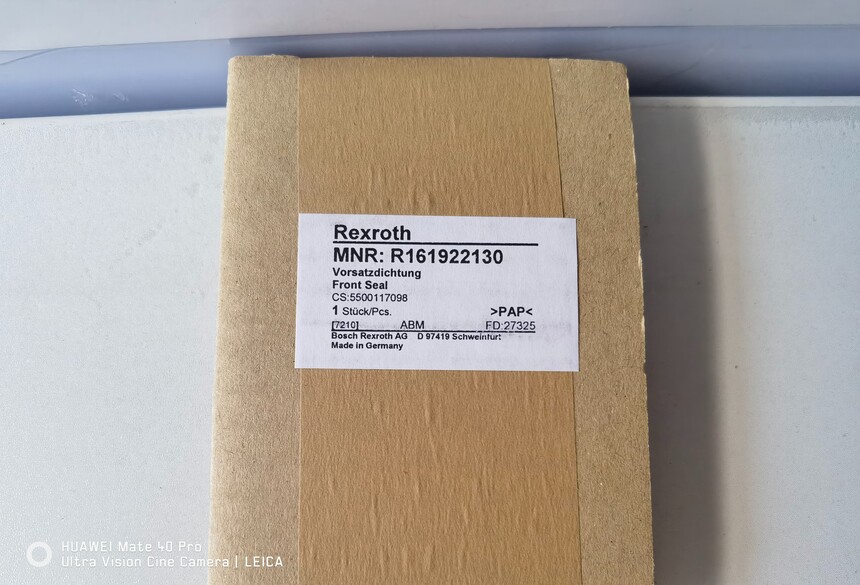 Rexroth
MNR: R161922130
Vorsatzdichtung
Front Seal
CS:5500117098
1 Stück/Pcs. >PAP<
[7210] ABM FD:27325
Bosch Rexroth AG D 97419 Schweinfurt
Made in Germany
HUAWEI Mate 40 Pro
Ultra Vision Cine Camera | LEICA